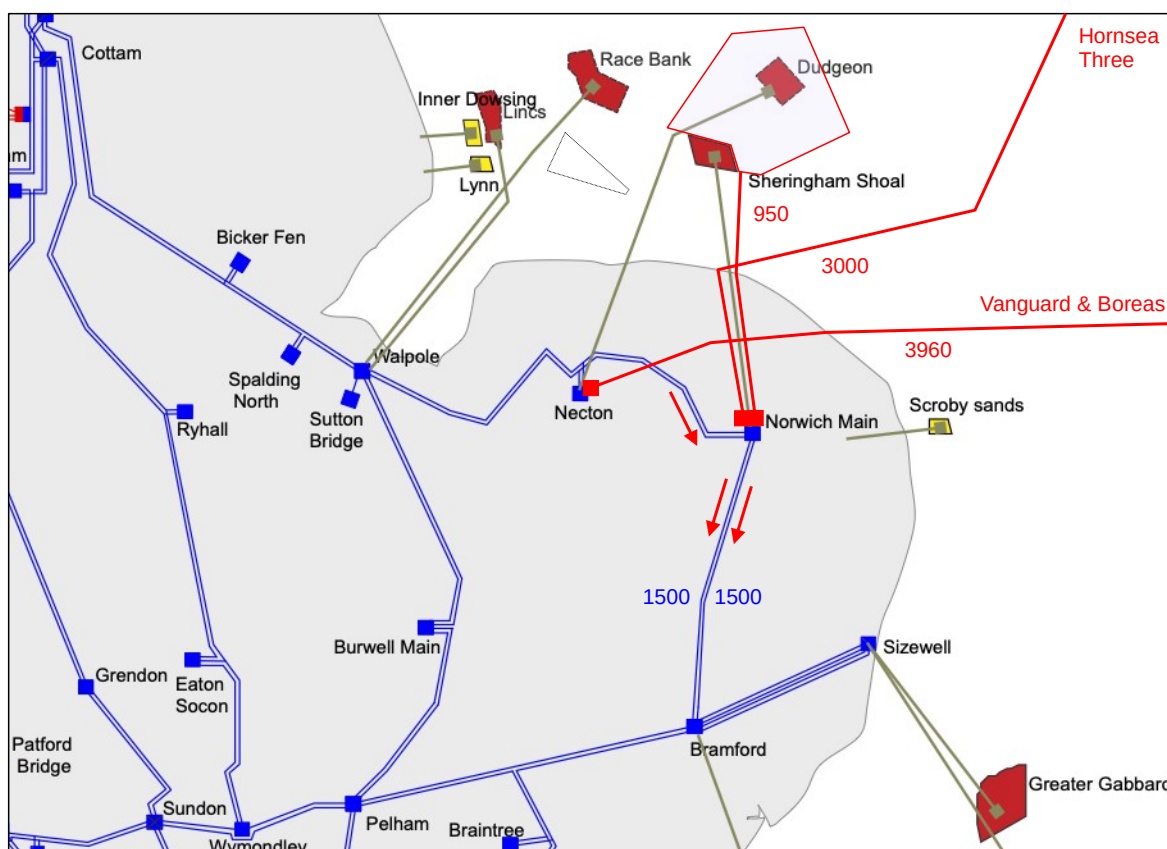 Hornsea
Three
Cottam
Race Bank
Dudgeon
Inner Dowsing
Lincs
am
Lynn
Sheringham Shoal
950
Bicker Fen
3000
Vanguard & Boreas
3960
Walpole
Spalding
North
Sutton
Bridge
Necton
Norwich Main
Scroby sands
Ryhall
1500
1500
Burwell Main
Sizewell
Grendon
Eaton
Socon
Patford
Bridge
Bramford
Greater Gabbard
Sundon
Pelham
Braintree
Wymondley